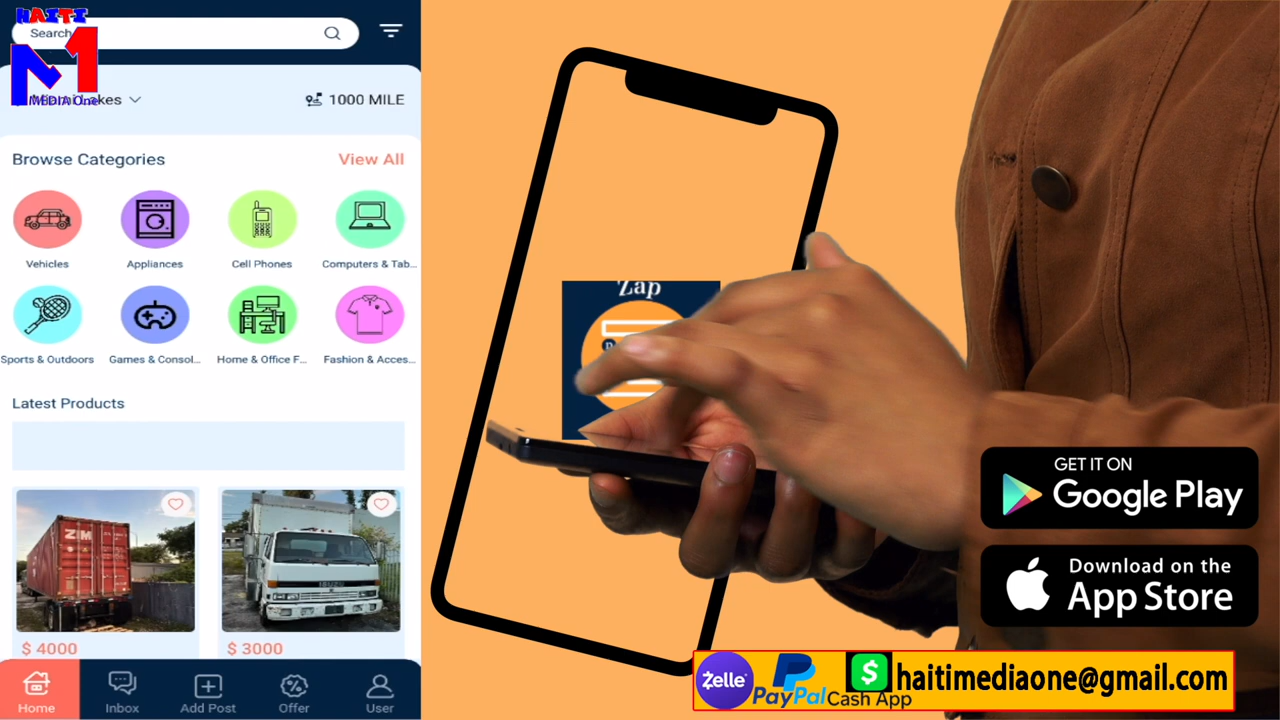 HAITI
M1
MEDIA One
Search
1000 MILE
Browse Categories
View All
Vehicles
Appliances
Cell Phones
Computers & Tab...
Sports & Outdoors
Games & Consol...
Home & Office F...
Fashion & Acces...
Latest Products
ZIM
ISUZU
$ 4000
$ 3000
Home
Inbox
Add Post
Offer
User
Zap
GET IT ON
Google Play
Download on the
App Store
Zelle
PayPal
$
Cash App
haitimediaone@gmail.com